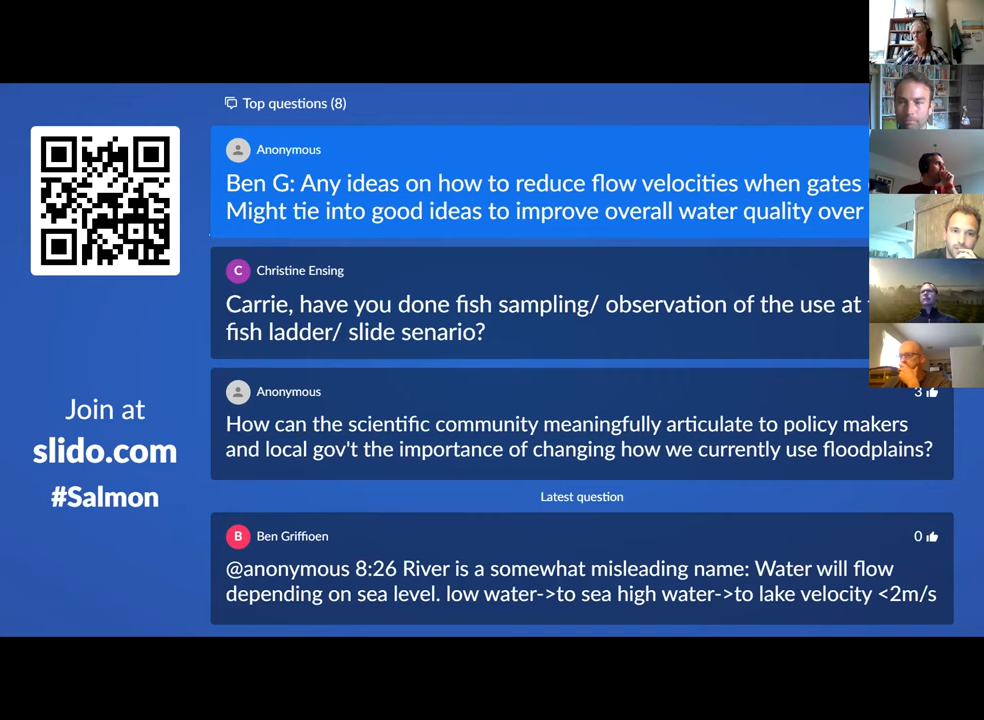 Top questions (8)
Anonymous
Ben G: Any ideas on how to reduce flow velocities when gates
Might tie into good ideas to improve overall water quality over
C Christine Ensing
Carrie, have you done fish sampling/ observation of the use at
fish ladder/ slide senario?
Anonymous
3
How can the scientific community meaningfully articulate to policy makers
and local gov't the importance of changing how we currently use floodplains?
Join at
slido.com
#Salmon
Latest question
B Ben Griffioen
0
@anonymous 8:26 River is a somewhat misleading name: Water will flow
depending on sea level. low water->to sea high water->to lake velocity <2m/s